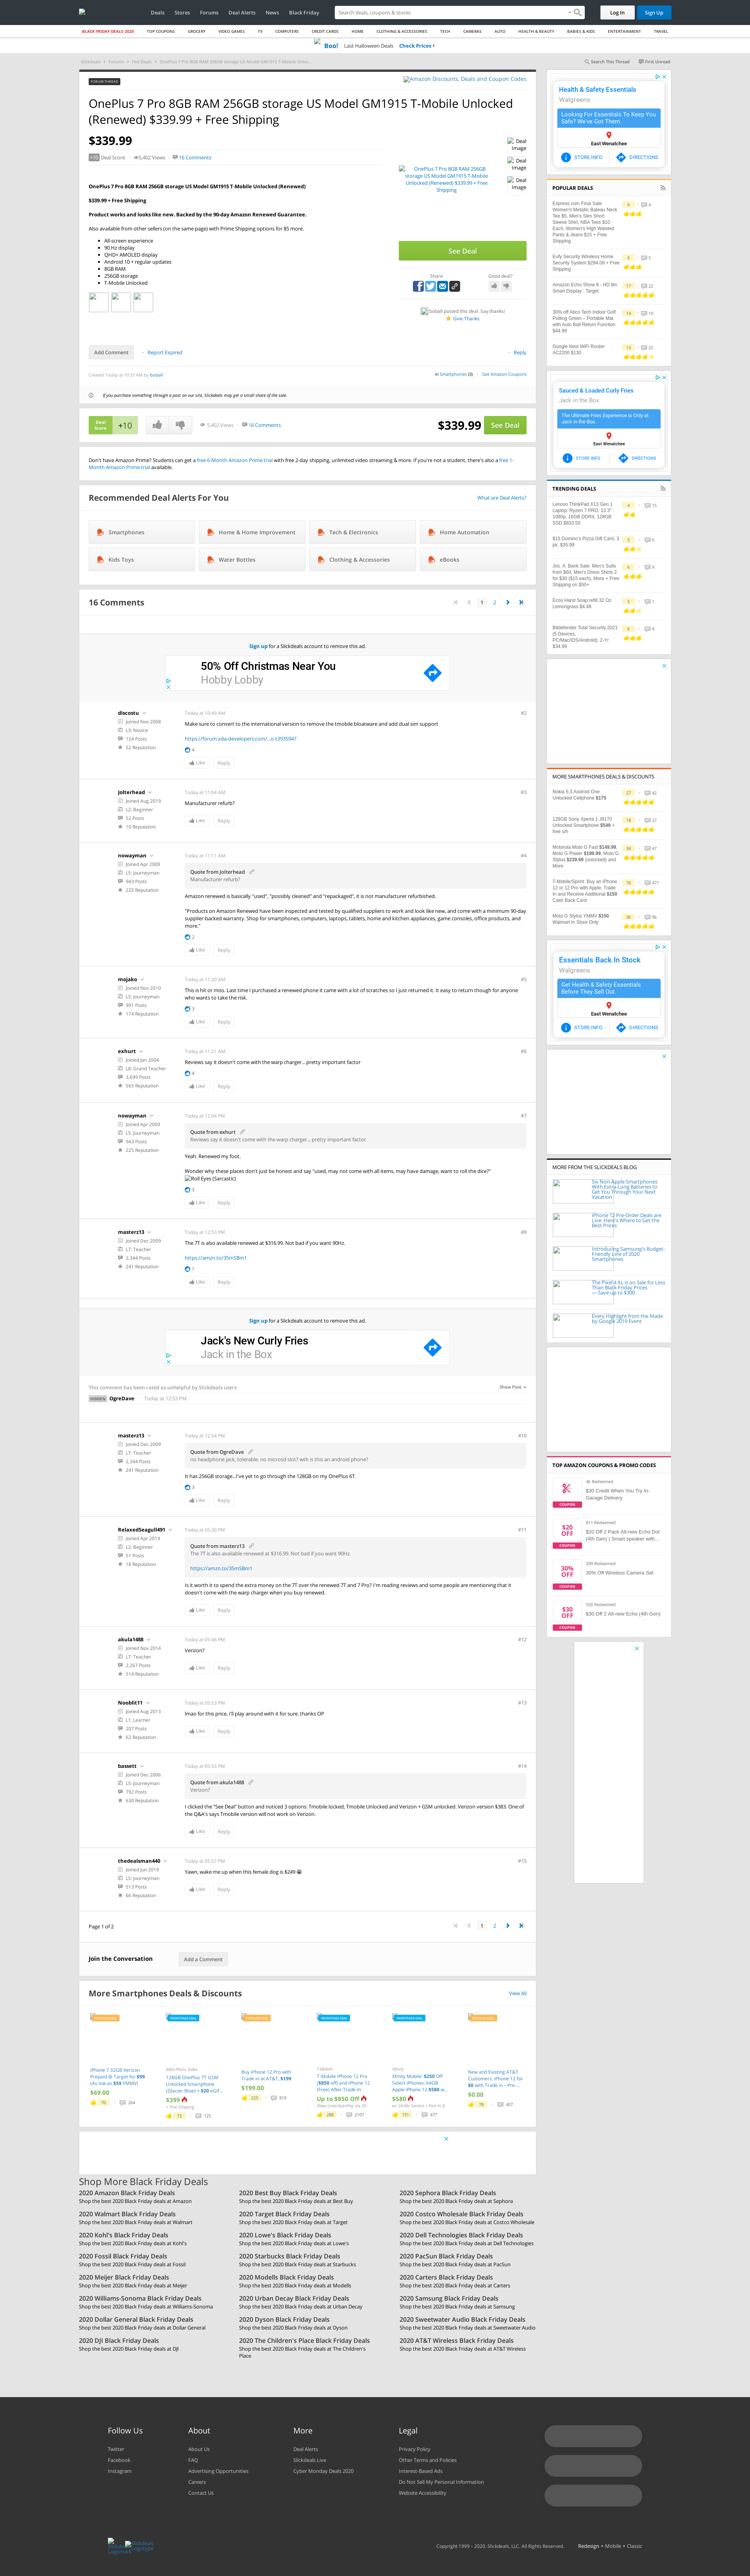 Deals
Stores
Forums
Deal Alerts
News
Black Friday
Search deals, coupons & stores
Log In
Sign Up
BLACK FRIDAY DEALS 2020
TOP COUPONS
GROCERY
VIDEO GAMES
TV
COMPUTERS
CREDIT CARDS
HOME
CLOTHING & ACCESSORIES
TECH
CAMERAS
AUTO
HEALTH & BEAUTY
BABIES & KIDS
ENTERTAINMENT
TRAVEL
Boo! Last Halloween Deals Check Prices
Slickdeals > Forums > Hot Deals > OnePlus 7 Pro 8GB RAM 256GB storage US Model GM1915 T-Mobile Unloc...
Search This Thread
First Unread
FORUM THREAD
Amazon Discounts, Deals and Coupon Codes
OnePlus 7 Pro 8GB RAM 256GB storage US Model GM1915 T-Mobile Unlocked (Renewed) $339.99 + Free Shipping
$339.99
+10 Deal Score
5,402 Views
16 Comments
OnePlus 7 Pro 8GB RAM 256GB storage US Model GM1915 T-Mobile Unlocked (Renewed)
$339.99 + Free Shipping
Product works and looks like new. Backed by the 90-day Amazon Renewed Guarantee.
Also available from other sellers (on the same page) with Prime Shipping options for $5 more.
All-screen experience
90 Hz display
QHD+ AMOLED display
Android 10 + regular updates
8GB RAM
256GB storage
T-Mobile Unlocked
OnePlus 7 Pro 8GB RAM 256GB storage US Model GM1915 T-Mobile Unlocked (Renewed) $339.99 + Free Shipping
Deal Image
Deal Image
Deal Image
See Deal
Share
Good deal?
boball posted this deal. Say thanks!
Give Thanks
Add Comment
Report Expired
Reply
Created Today at 10:37 AM by boball
in Smartphones (3)
Get Amazon Coupons
If you purchase something through a post on our site, Slickdeals may get a small share of the sale.
Deal Score +10
5,402 Views
16 Comments
$339.99
See Deal
Don't have Amazon Prime? Students can get a free 6-Month Amazon Prime trial with free 2-day shipping, unlimited video streaming & more. If you're not a student, there's also a free 1-Month Amazon Prime trial available.
Recommended Deal Alerts For You
What are Deal Alerts?
Smartphones
Home & Home Improvement
Tech & Electronics
Home Automation
Kids Toys
Water Bottles
Clothing & Accessories
eBooks
16 Comments
1 2
Sign up for a Slickdeals account to remove this ad.
50% Off Christmas Near You
Hobby Lobby
discostu
Joined Nov 2008
L3: Novice
124 Posts
52 Reputation
Today at 10:49 AM
#2
Make sure to convert to the international version to remove the tmobile bloatware and add dual sim support
https://forum.xda-developers.com/...o-t3935947
4
Like
Reply
Jolterhead
Joined Aug 2019
L2: Beginner
52 Posts
10 Reputation
Today at 11:04 AM
#3
Manufacturer refurb?
Like
Reply
nowayman
Joined Apr 2009
L5: Journeyman
943 Posts
225 Reputation
Today at 11:11 AM
#4
Quote from Jolterhead
Manufacturer refurb?
Amazon renewed is basically "used", "possibly cleaned" and "repackaged", it is not manufacturer refurbished.
"Products on Amazon Renewed have been inspected and tested by qualified suppliers to work and look like new, and come with a minimum 90-day supplier backed warranty. Shop for smartphones, computers, laptops, tablets, home and kitchen appliances, game consoles, office products, and more."
2
Like
Reply
mojako
Joined Nov 2010
L5: Journeyman
991 Posts
174 Reputation
Today at 11:20 AM
#5
This is hit or miss. Last time I purchased a renewed phone it came with a lot of scratches so I just returned it. It easy to return though for anyone who wants to take the risk.
3
Like
Reply
exhurt
Joined Jan 2004
L8: Grand Teacher
3,699 Posts
565 Reputation
Today at 11:21 AM
#6
Reviews say it doesn't come with the warp charger... pretty important factor
4
Like
Reply
nowayman
Joined Apr 2009
L5: Journeyman
943 Posts
225 Reputation
Today at 12:04 PM
#7
Quote from exhurt
Reviews say it doesn't come with the warp charger... pretty important factor
Yeah. Renewed my foot.
Wonder why these places don't just be honest and say "used, may not come with all items, may have damage, want to roll the dice?"
Roll Eyes (Sarcastic)
3
Like
Reply
masterz13
Joined Dec 2009
L7: Teacher
2,344 Posts
241 Reputation
Today at 12:53 PM
#8
The 7T is also available renewed at $316.99. Not bad if you want 90Hz.
https://amzn.to/35mSBm1
1
Like
Reply
Sign up for a Slickdeals account to remove this ad.
Jack's New Curly Fries
Jack in the Box
This comment has been rated as unhelpful by Slickdeals users
Show Post
OgreDave
Today at 12:53 PM
masterz13
Joined Dec 2009
L7: Teacher
2,344 Posts
241 Reputation
Today at 12:54 PM
#10
Quote from OgreDave
no headphone jack, tolerable, no microsd slot? wth is this an android phone?
It has 256GB storage...I've yet to go through the 128GB on my OnePlus 6T.
3
Like
Reply
RelaxedSeagull491
Joined Apr 2019
L2: Beginner
51 Posts
18 Reputation
Today at 05:30 PM
#11
Quote from masterz13
The 7T is also available renewed at $316.99. Not bad if you want 90Hz.
https://amzn.to/35mSBm1
Is it worth it to spend the extra money on the 7T over the renewed 7T and 7 Pro? I'm reading reviews and some people are mentioning that it doesn't come with the warp charger when you buy renewed.
Like
Reply
akula1488
Joined Nov 2014
L7: Teacher
2,267 Posts
514 Reputation
Today at 05:46 PM
#12
Verizon?
Like
Reply
Nooblit11
Joined Aug 2013
L1: Learner
207 Posts
62 Reputation
Today at 05:53 PM
#13
Imao for this price, i'll play around with it for sure. thanks OP
Like
Reply
bassett
Joined Dec 2006
L5: Journeyman
792 Posts
630 Reputation
Today at 05:55 PM
#14
Quote from akula1488
Verizon?
I clicked the "See Deal" button and noticed 3 options: Tmobile locked, Tmobile Unlocked and Verizon + GSM unlocked. Verizon version $383. One of the Q&A's says Tmobile version will not work on Verizon.
Like
Reply
thedealsman440
Joined Jun 2019
L5: Journeyman
513 Posts
66 Reputation
Today at 05:57 PM
#15
Yawn, wake me up when this female dog is $249
Like
Reply
Page 1 of 2
1 2
Join the Conversation
Add a Comment
More Smartphones Deals & Discounts
View All
iPhone 7 32GB Verizon Prepaid @ Target for $99 (As low as $59 YMMV)
$69.00
70
264
B&H Photo Video
128GB OnePlus 7T GSM Unlocked Smartphone (Glacier Blue) + $20 eGif...
$399
+ Free Shipping
73
125
Buy iPhone 12 Pro with Trade in at AT&T, $199
$199.00
225
819
T-Mobile
T-Mobile iPhone 12 Pro ($850 off) and iPhone 12 (Free) After Trade In
Up to $850 Off
288
2107
Xfinity
Xfinity Mobile: $250 Off Select iPhones: 64GB Apple iPhone 12 $580 w...
$580
151
477
New and Existing AT&T Customers: iPhone 12 for $0 with Trade In - Pre-...
$0.00
79
407
Shop More Black Friday Deals
2020 Amazon Black Friday Deals
Shop the best 2020 Black Friday deals at Amazon
2020 Best Buy Black Friday Deals
Shop the best 2020 Black Friday deals at Best Buy
2020 Sephora Black Friday Deals
Shop the best 2020 Black Friday deals at Sephora
2020 Walmart Black Friday Deals
Shop the best 2020 Black Friday deals at Walmart
2020 Target Black Friday Deals
Shop the best 2020 Black Friday deals at Target
2020 Costco Wholesale Black Friday Deals
Shop the best 2020 Black Friday deals at Costco Wholesale
2020 Kohl's Black Friday Deals
Shop the best 2020 Black Friday deals at Kohl's
2020 Lowe's Black Friday Deals
Shop the best 2020 Black Friday deals at Lowe's
2020 Dell Technologies Black Friday Deals
Shop the best 2020 Black Friday deals at Dell Technologies
2020 Fossil Black Friday Deals
Shop the best 2020 Black Friday deals at Fossil
2020 Starbucks Black Friday Deals
Shop the best 2020 Black Friday deals at Starbucks
2020 PacSun Black Friday Deals
Shop the best 2020 Black Friday deals at PacSun
2020 Meijer Black Friday Deals
Shop the best 2020 Black Friday deals at Meijer
2020 Modells Black Friday Deals
Shop the best 2020 Black Friday deals at Modells
2020 Carters Black Friday Deals
Shop the best 2020 Black Friday deals at Carters
2020 Williams-Sonoma Black Friday Deals
Shop the best 2020 Black Friday deals at Williams-Sonoma
2020 Urban Decay Black Friday Deals
Shop the best 2020 Black Friday deals at Urban Decay
2020 Samsung Black Friday Deals
Shop the best 2020 Black Friday deals at Samsung
2020 Dollar General Black Friday Deals
Shop the best 2020 Black Friday deals at Dollar General
2020 Dyson Black Friday Deals
Shop the best 2020 Black Friday deals at Dyson
2020 Sweetwater Audio Black Friday Deals
Shop the best 2020 Black Friday deals at Sweetwater Audio
2020 DJI Black Friday Deals
Shop the best 2020 Black Friday deals at DJI
2020 The Children's Place Black Friday Deals
Shop the best 2020 Black Friday deals at The Children's Place
2020 AT&T Wireless Black Friday Deals
Shop the best 2020 Black Friday deals at AT&T Wireless
Health & Safety Essentials
Walgreens
Looking For Essentials To Keep You Safe? We've Got Them.
East Wenatchee
STORE INFO
DIRECTIONS
POPULAR DEALS
Express.com Final Sale: Women's Metallic Bateau Neck Tee $5, Men's Slim Short Sleeve Shirt, NBA Tees $10 Each, Women's High Waisted Pants & Jeans $15 + Free Shipping
Eufy Security Wireless Home Security System $294.09 + Free Shipping
Amazon Echo Show 8 - HD 8in Smart Display : Target
30% off Abco Tech Indoor Golf Putting Green – Portable Mat with Auto Ball Return Function $44.99
Google Nest WiFi Router AC2200 $130
Sauced & Loaded Curly Fries
Jack in the Box
The Ultimate Fries Experience is Only at Jack in the Box.
East Wenatchee
STORE INFO
DIRECTIONS
TRENDING DEALS
Lenovo ThinkPad X13 Gen 1 Laptop: Ryzen 7 PRO, 13.3" 1080p, 16GB DDR4, 128GB SSD $833.50
$15 Domino's Pizza Gift Card, 3 pk. $35.99
Jos. A. Bank Sale: Men's Suits from $60, Men's Dress Shirts 2 for $30 ($15 each), More + Free Shipping on $50+
Ecos Hand Soap refill 32 Oz Lemongrass $4.48
Bitdefender Total Security 2021 (5 Devices, PC/Mac/iOS/Android): 2-Yr $34.99
MORE SMARTPHONES DEALS & DISCOUNTS
Nokia 5.3 Android One Unlocked Cellphone $175
128GB Sony Xperia 1 J8170 Unlocked Smartphone $549 + free s/h
Motorola Moto G Fast $149.99, Moto G Power $199.99, Moto G Stylus $239.99 (unlocked) and More
T-Mobile/Sprint: Buy an iPhone 12 or 12 Pro with Apple, Trade In and Receive Additional $150 Cash Back Card
Moto G Stylus YMMV $150 Walmart In Store Only
Essentials Back In Stock
Walgreens
Get Health & Safety Essentials Before They Sell Out.
East Wenatchee
STORE INFO
DIRECTIONS
MORE FROM THE SLICKDEALS BLOG
Six Non-Apple Smartphones With Extra-Long Batteries to Get You Through Your Next Vacation
iPhone 12 Pre-Order Deals are Live: Here's Where to Get the Best Prices
Introducing Samsung's Budget-Friendly Line of 2020 Smartphones
The Pixel 4 XL is on Sale for Less Than Black Friday Prices — Save up to $300
Every Highlight from the Made by Google 2019 Event
TOP AMAZON COUPONS & PROMO CODES
4k Redeemed
$30 Credit When You Try In-Garage Delivery
COUPON
$20 OFF
811 Redeemed
$20 Off 2 Pack All-new Echo Dot (4th Gen) | Smart speaker with...
COUPON
30% OFF
209 Redeemed
30% Off Wireless Camera Set
COUPON
$30 OFF
593 Redeemed
$30 Off 2 All-new Echo (4th Gen)
COUPON
Follow Us
Twitter
Facebook
Instagram
About
About Us
FAQ
Advertising Opportunities
Careers
Contact Us
More
Deal Alerts
Slickdeals Live
Cyber Monday Deals 2020
Legal
Privacy Policy
Other Terms and Policies
Interest-Based Ads
Do Not Sell My Personal Information
Website Accessibility
Copyright 1999 - 2020. Slickdeals, LLC. All Rights Reserved.
Redesign • Mobile • Classic